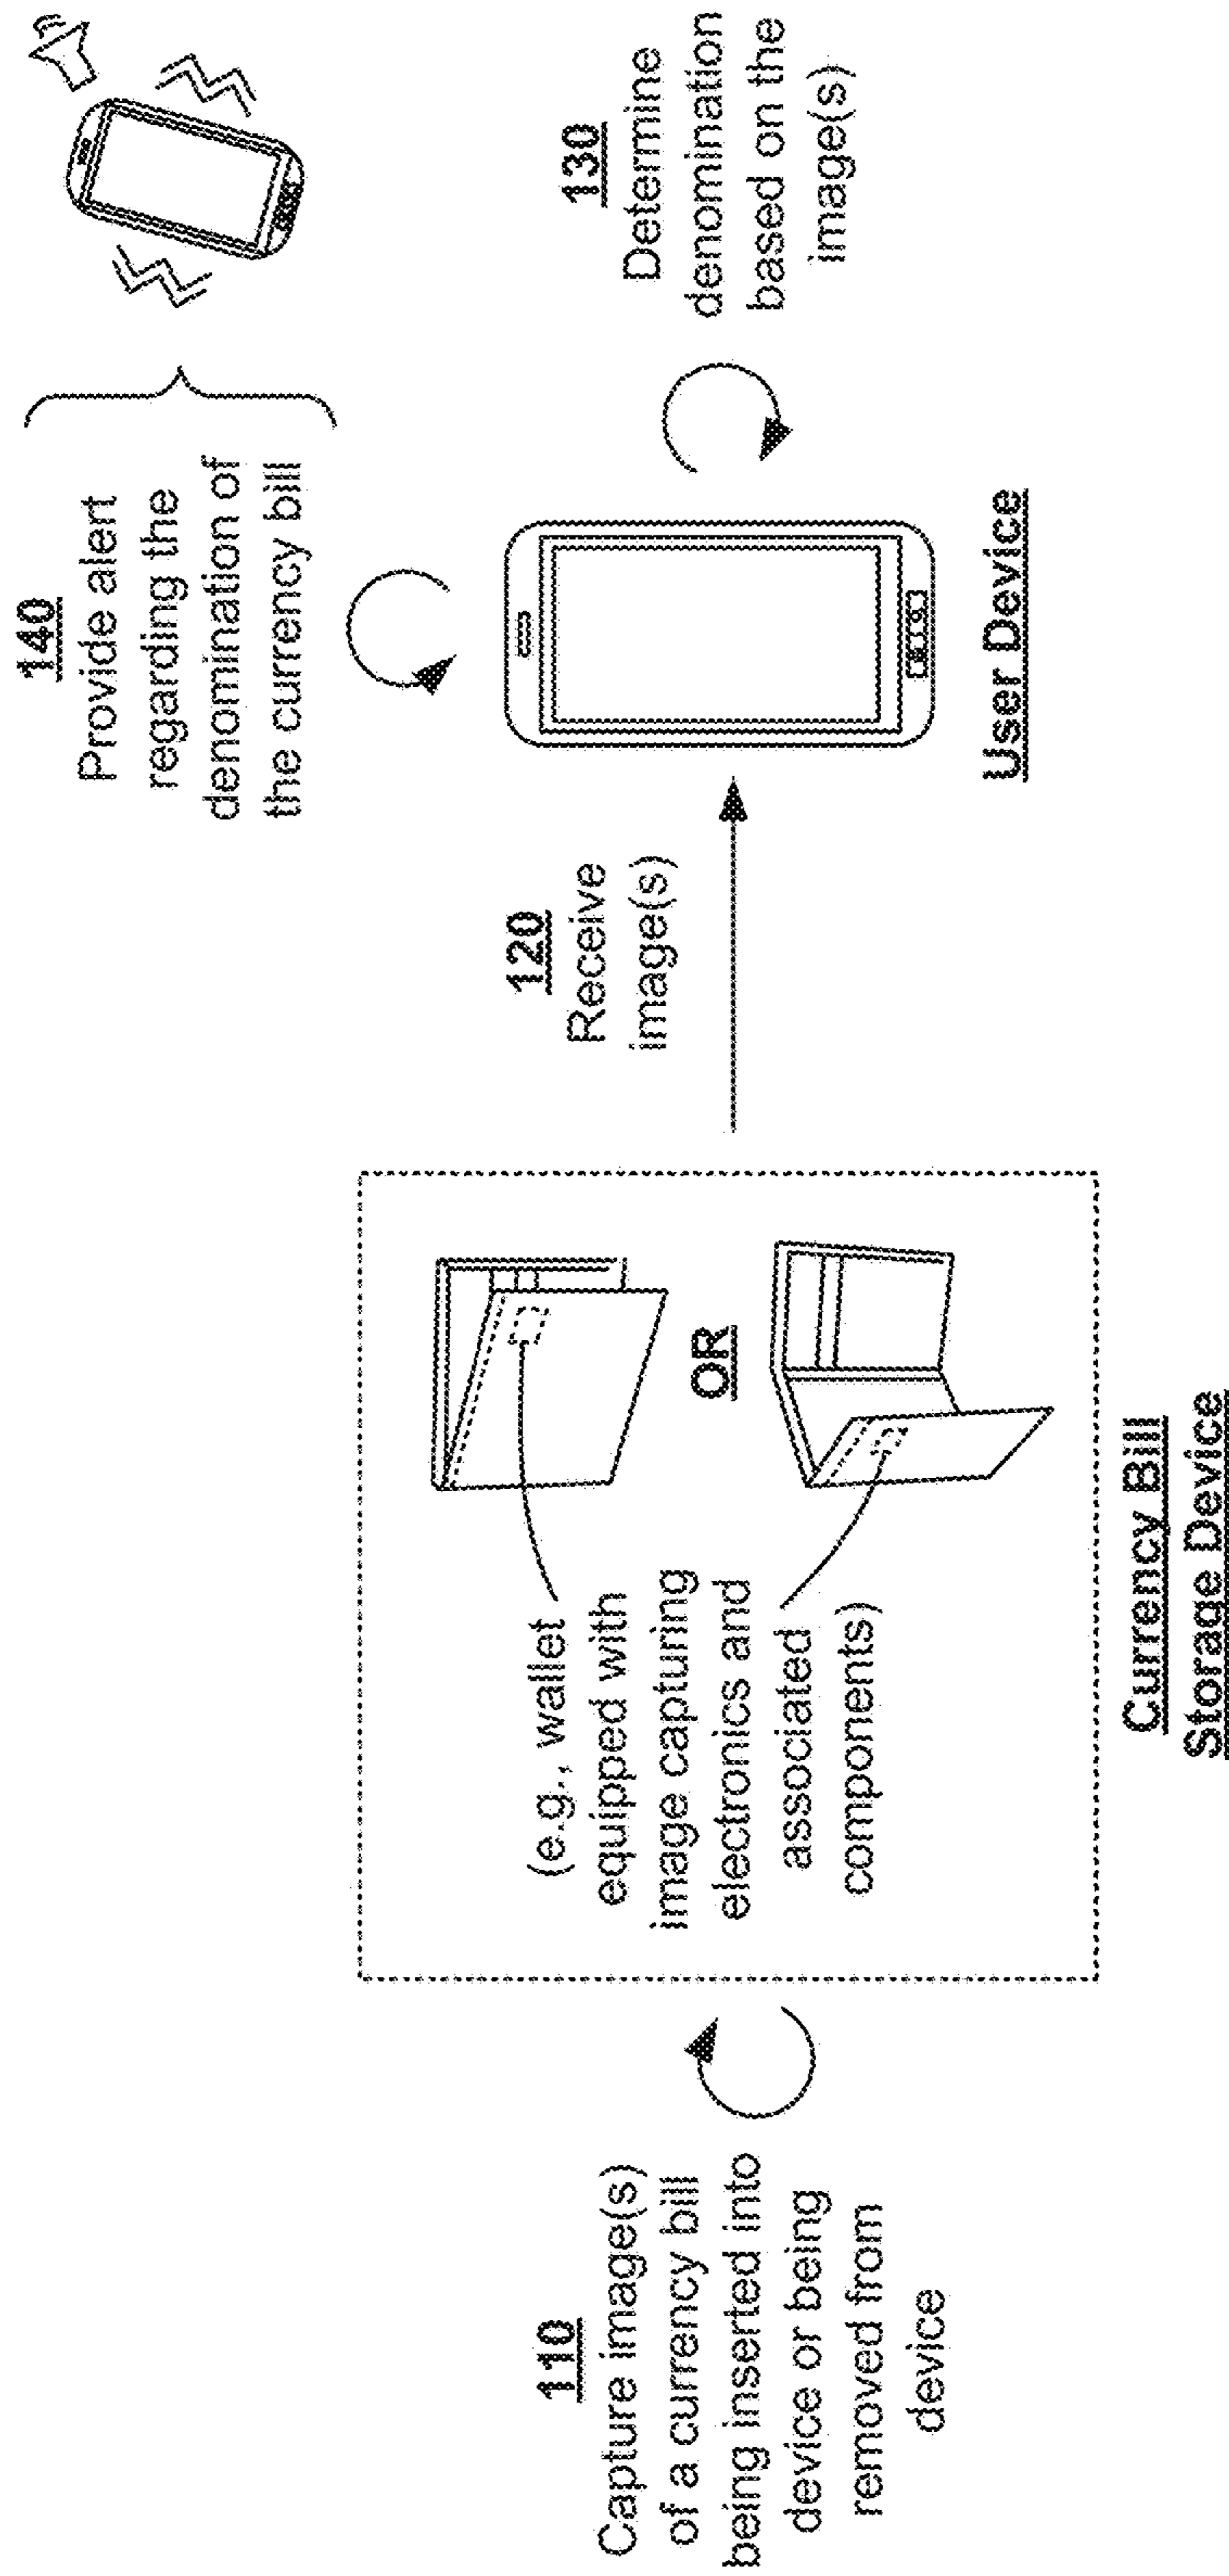 110
Capture image(s)
of a currency bill
being inserted into
device or being
removed from
device
(e.g., wallet
equipped with
image capturing
electronics and
associated
components)
OR
Currency Bill
Storage Device
120
Receive
image(s)
User Device
130
Determine
denomination
based on the
image(s)
140
Provide alert
regarding the
denomination of
the currency bill